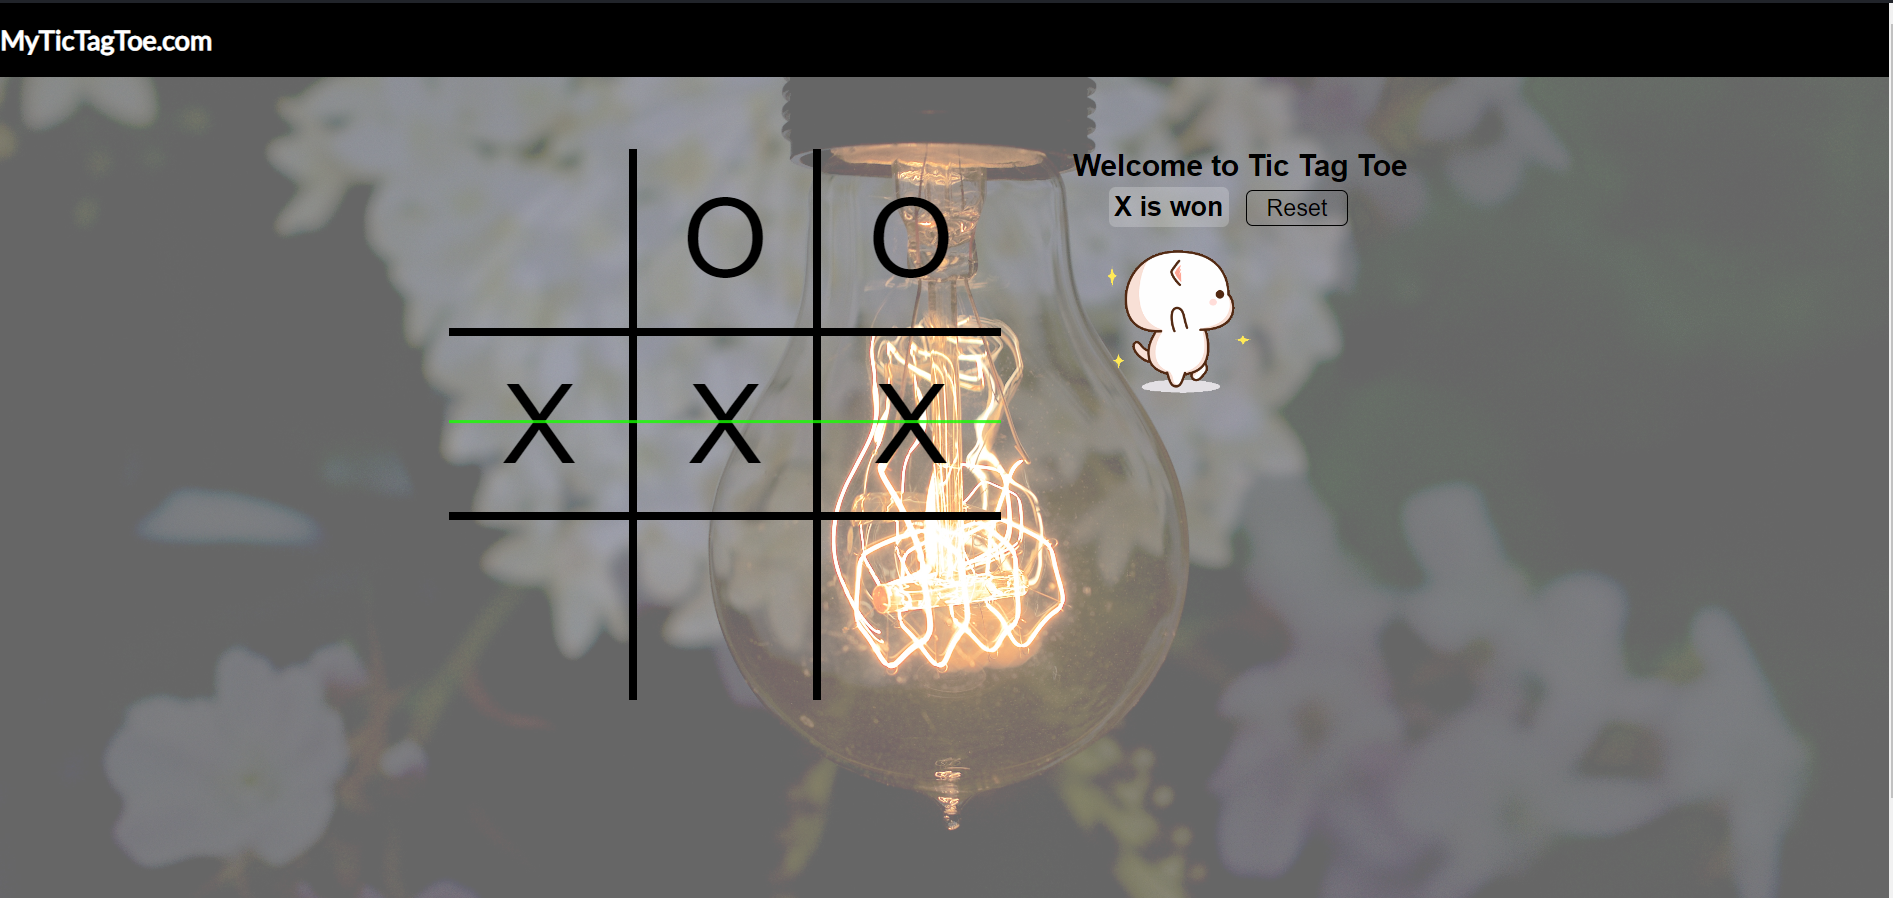 MyTicTagToe.com
Welcome to Tic Tag Toe
X is won Reset
O O
X X X